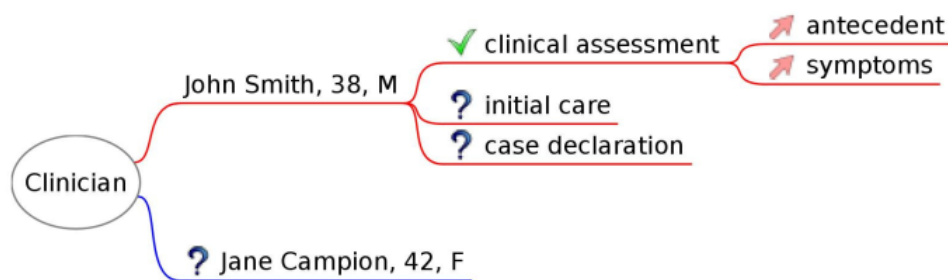 Clinician
John Smith, 38, M
clinical assessment
antecedent
symptoms
initial care
case declaration
Jane Campion, 42, F